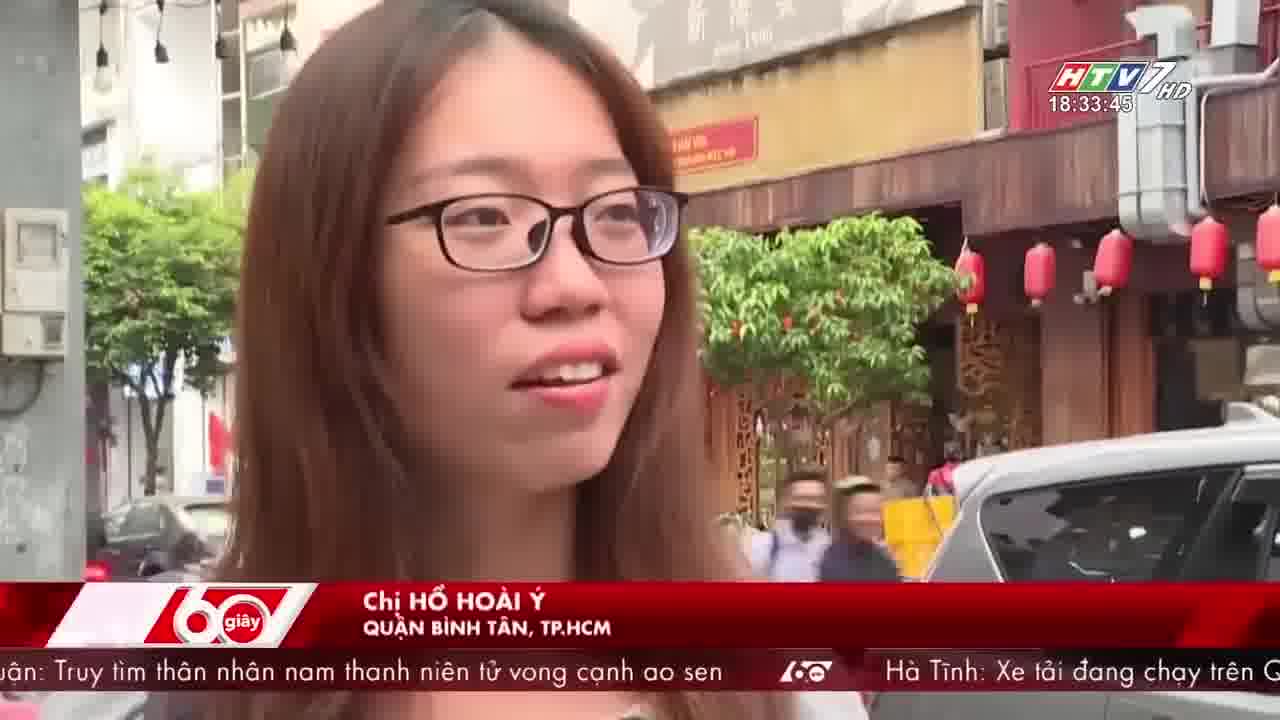 HTV7 HD
18:33:45
60 giây
Chị HỒ HOÀI Ý
QUẬN BÌNH TÂN, TP.HCM
uận: Truy tìm thân nhân nam thanh niên tử vong cạnh ao sen
60
Hà Tĩnh: Xe tải đang chạy trên Q